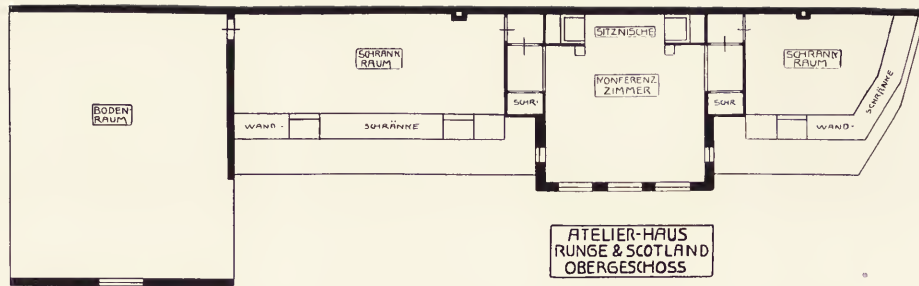 SITZNISCHE
SCHRANK
RAUM
SCHRANK
RAUM
KONFERENZ
ZIMMER
SCHRÄNKE
SCHR.
SCHR.
BODEN-
RAUM
WAND-
SCHRÄNKE
WAND-
ATELIER-HAUS
RUNGE & SCOTLAND
OBERGESCHOSS